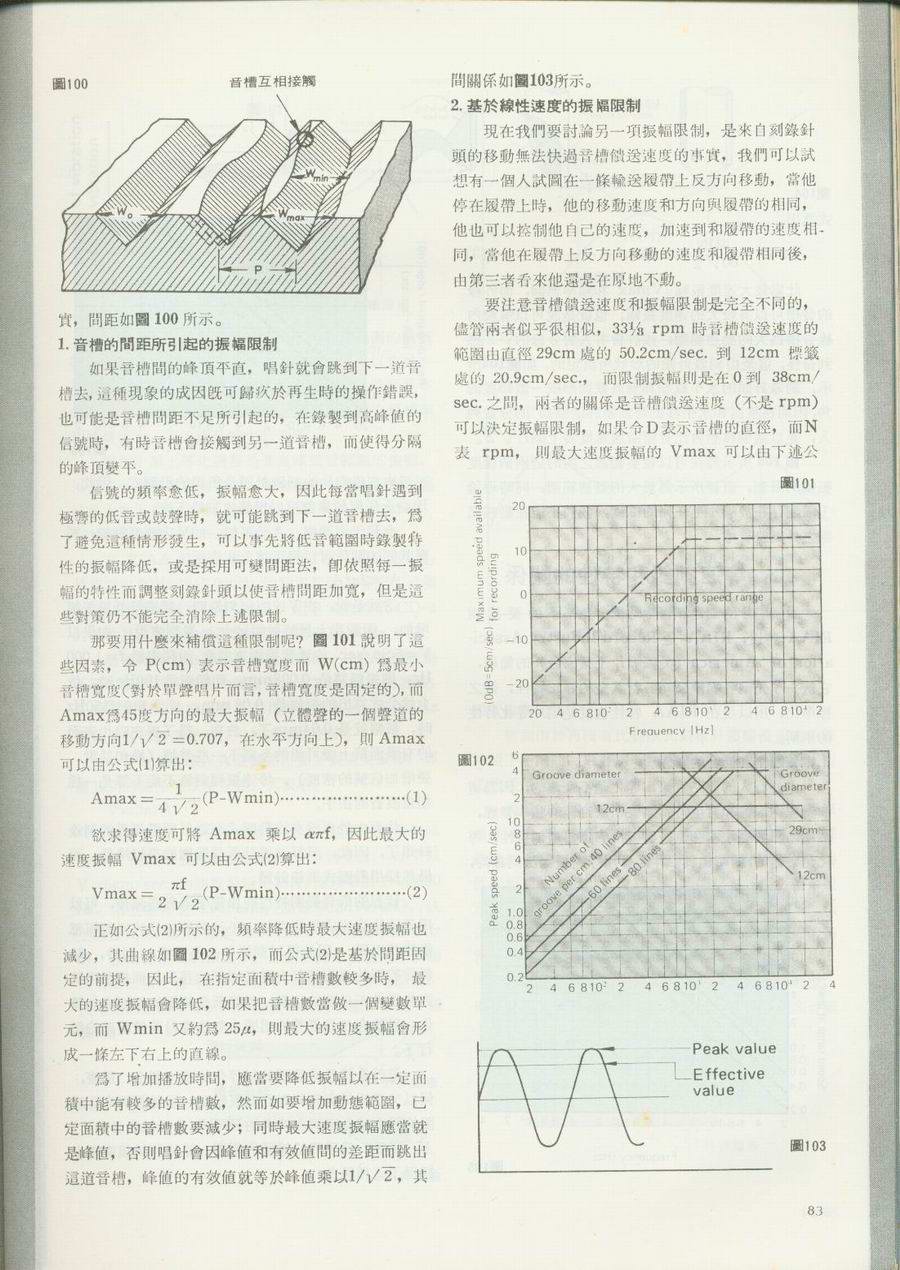 圖100
音槽互相接觸
Wo
Wmin
Wmax
P
實，間距如圖 100 所示。
1. 音槽的間距所引起的振幅限制
如果音槽間的峰頂平直，唱針就會跳到下一道音
槽去，這種現象的成因既可歸疚於再生時的操作錯誤，
也可能是音槽間距不足所引起的，在錄製到高峰值的
信號時，有時音槽會接觸到另一道音槽，而使得分隔
的峰頂變平。
信號的頻率愈低，振幅愈大，因此每當唱針遇到
極響的低音或鼓聲時，就可能跳到下一道音槽去，爲
了避免這種情形發生，可以事先將低音範圍時錄製特
性的振幅降低，或是採用可變間距法，卽依照每一振
幅的特性而調整刻錄針頭以使音槽間距加寬，但是這
些對策仍不能完全消除上述限制。
那要用什麼來補償這種限制呢？圖 101 說明了這
些因素，令 P(cm) 表示音槽寬度而 W(cm) 爲最小
音槽寬度（對於單聲唱片而言，音槽寬度是固定的），而
Amax爲45度方向的最大振幅（立體聲的一個聲道的
移動方向1/√2=0.707，在水平方向上），則 Amax
可以由公式(1)算出：
Amax = 1/4√2 (P-Wmin)……………………(1)
欲求得速度可將 Amax 乘以 απf，因此最大的
速度振幅 Vmax 可以由公式(2)算出：
Vmax = πf/2√2 (P-Wmin)……………………(2)
正如公式(2)所示的，頻率降低時最大速度振幅也
減少，其曲線如圖 102 所示，而公式(2)是基於間距固
定的前提，因此，在指定面積中音槽數較多時，最
大的速度振幅會降低，如果把音槽數當做一個變數單
元，而 Wmin 又約爲 25μ，則最大的速度振幅會形
成一條左下右上的直線。
爲了增加播放時間，應當要降低振幅以在一定面
積中能有較多的音槽數，然而如要增加動態範圍，已
定面積中的音槽數要減少；同時最大速度振幅應當就
是峰值，否則唱針會因峰值和有效值間的差距而跳出
這道音槽，峰值的有效值就等於峰值乘以1/√2，其
間關係如圖103所示。
2. 基於線性速度的振幅限制
現在我們要討論另一項振幅限制，是來自刻錄針
頭的移動無法快過音槽饋送速度的事實，我們可以試
想有一個人試圖在一條輸送履帶上反方向移動，當他
停在履帶上時，他的移動速度和方向與履帶的相同，
他也可以控制他自己的速度，加速到和履帶的速度相
同，當他在履帶上反方向移動的速度和履帶相同後，
由第三者看來他還是在原地不動。
要注意音槽饋送速度和振幅限制是完全不同的，
儘管兩者似乎很相似，33⅓ rpm 時音槽饋送速度的
範圍由直徑 29cm 處的 50.2cm/sec. 到 12cm 標籤
處的 20.9cm/sec.，而限制振幅則是在 0 到 38cm/
sec. 之間，兩者的關係是音槽饋送速度（不是 rpm）
可以決定振幅限制，如果令D表示音槽的直徑，而N
表 rpm，則最大速度振幅的 Vmax 可以由下述公
圖101
Maximum speed available
for recording
(0dB=5cm/sec)
20
10
0
-10
-20
Recording speed range
20 4 6 8 10² 2 4 6 8 10³ 2 4 6 8 10⁴ 2
Frequency [Hz]
圖102
Peak speed (cm/sec)
6
4
2
10
8
6
4
2
1.0
0.8
0.6
0.4
0.2
Groove diameter
Groove diameter
12cm
29cm
12cm
Number of
groove per cm 40 lines
60 lines
80 lines
2 4 6 8 10² 2 4 6 8 10³ 2 4 6 8 10⁴ 2 4
Peak value
Effective
value
圖103
83